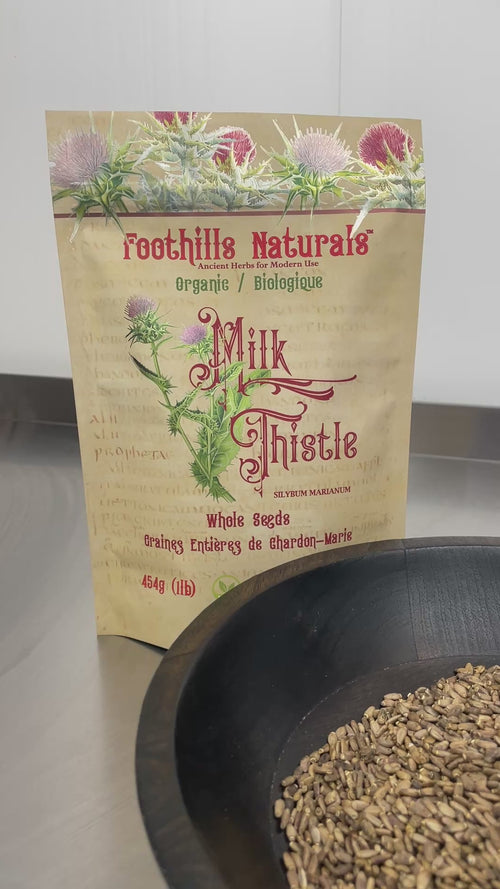 Foothills Naturals™
Ancient Herbs for Modern Use
Organic / Biologique
Milk
Thistle
SILYBUM MARIANUM
Whole Seeds
Graines Entières de Chardon-Marie
454g (1lb)